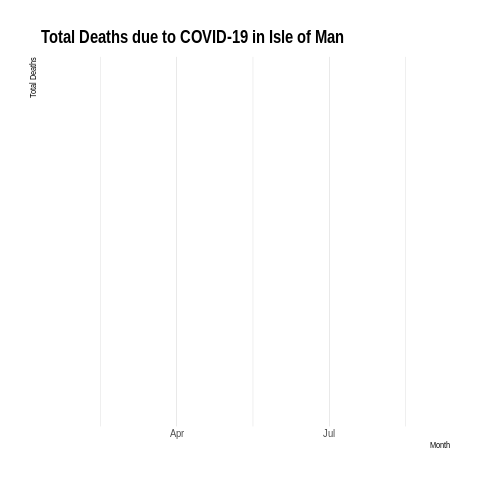 Total Deaths due to COVID-19 in Isle of Man
Total Deaths
Apr Jul
Month